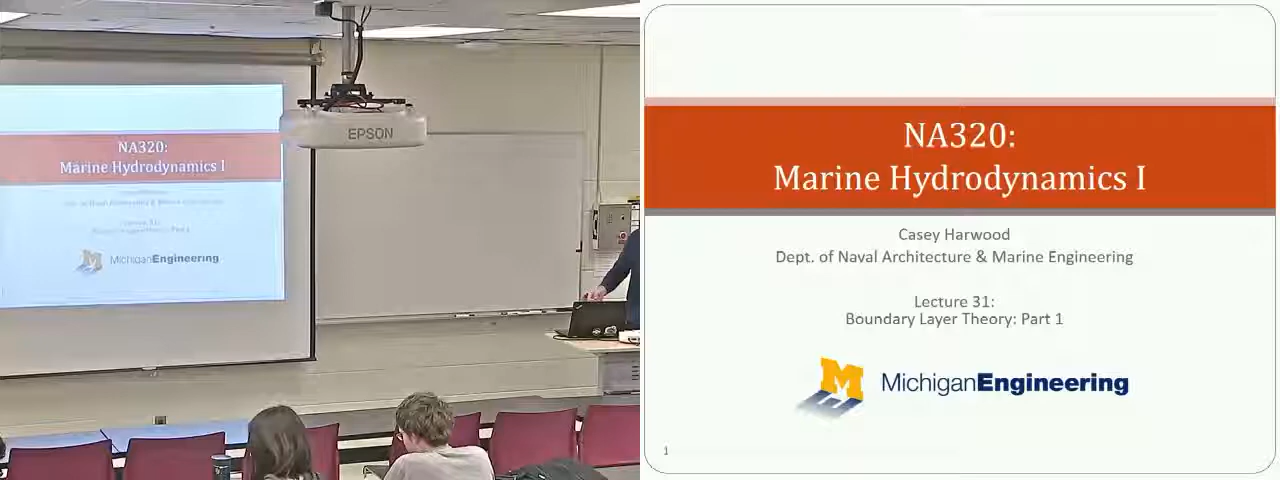 NA320:
Marine Hydrodynamics I
MichiganEngineering
EPSON
NA320:
Marine Hydrodynamics I
Casey Harwood
Dept. of Naval Architecture & Marine Engineering
Lecture 31:
Boundary Layer Theory: Part 1
M MichiganEngineering
1